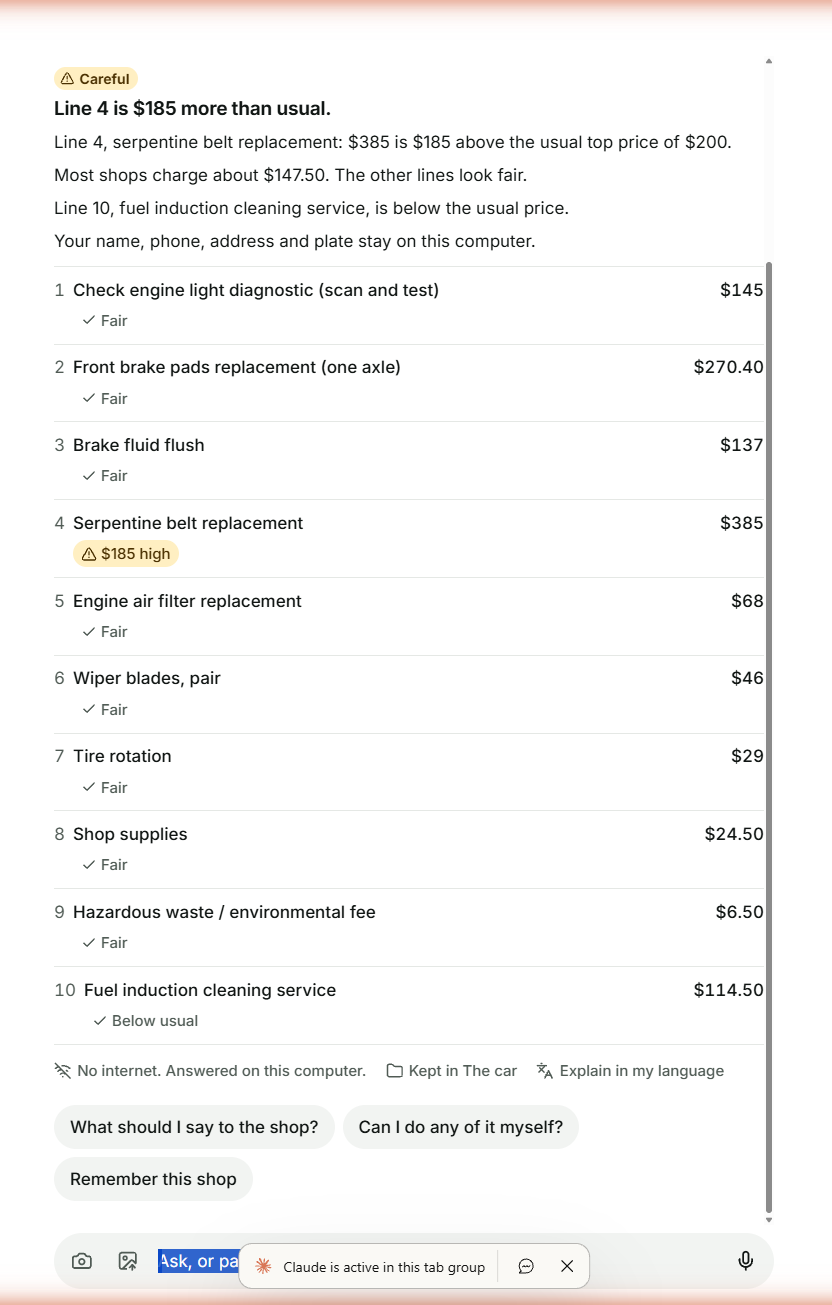 Careful
Line 4 is $185 more than usual.
Line 4, serpentine belt replacement: $385 is $185 above the usual top price of $200.
Most shops charge about $147.50. The other lines look fair.
Line 10, fuel induction cleaning service, is below the usual price.
Your name, phone, address and plate stay on this computer.
1 Check engine light diagnostic (scan and test) $145
Fair
2 Front brake pads replacement (one axle) $270.40
Fair
3 Brake fluid flush $137
Fair
4 Serpentine belt replacement $385
$185 high
5 Engine air filter replacement $68
Fair
6 Wiper blades, pair $46
Fair
7 Tire rotation $29
Fair
8 Shop supplies $24.50
Fair
9 Hazardous waste / environmental fee $6.50
Fair
10 Fuel induction cleaning service $114.50
Below usual
No internet. Answered on this computer. Kept in The car Explain in my language
What should I say to the shop? Can I do any of it myself?
Remember this shop
Ask, or pa
Claude is active in this tab group